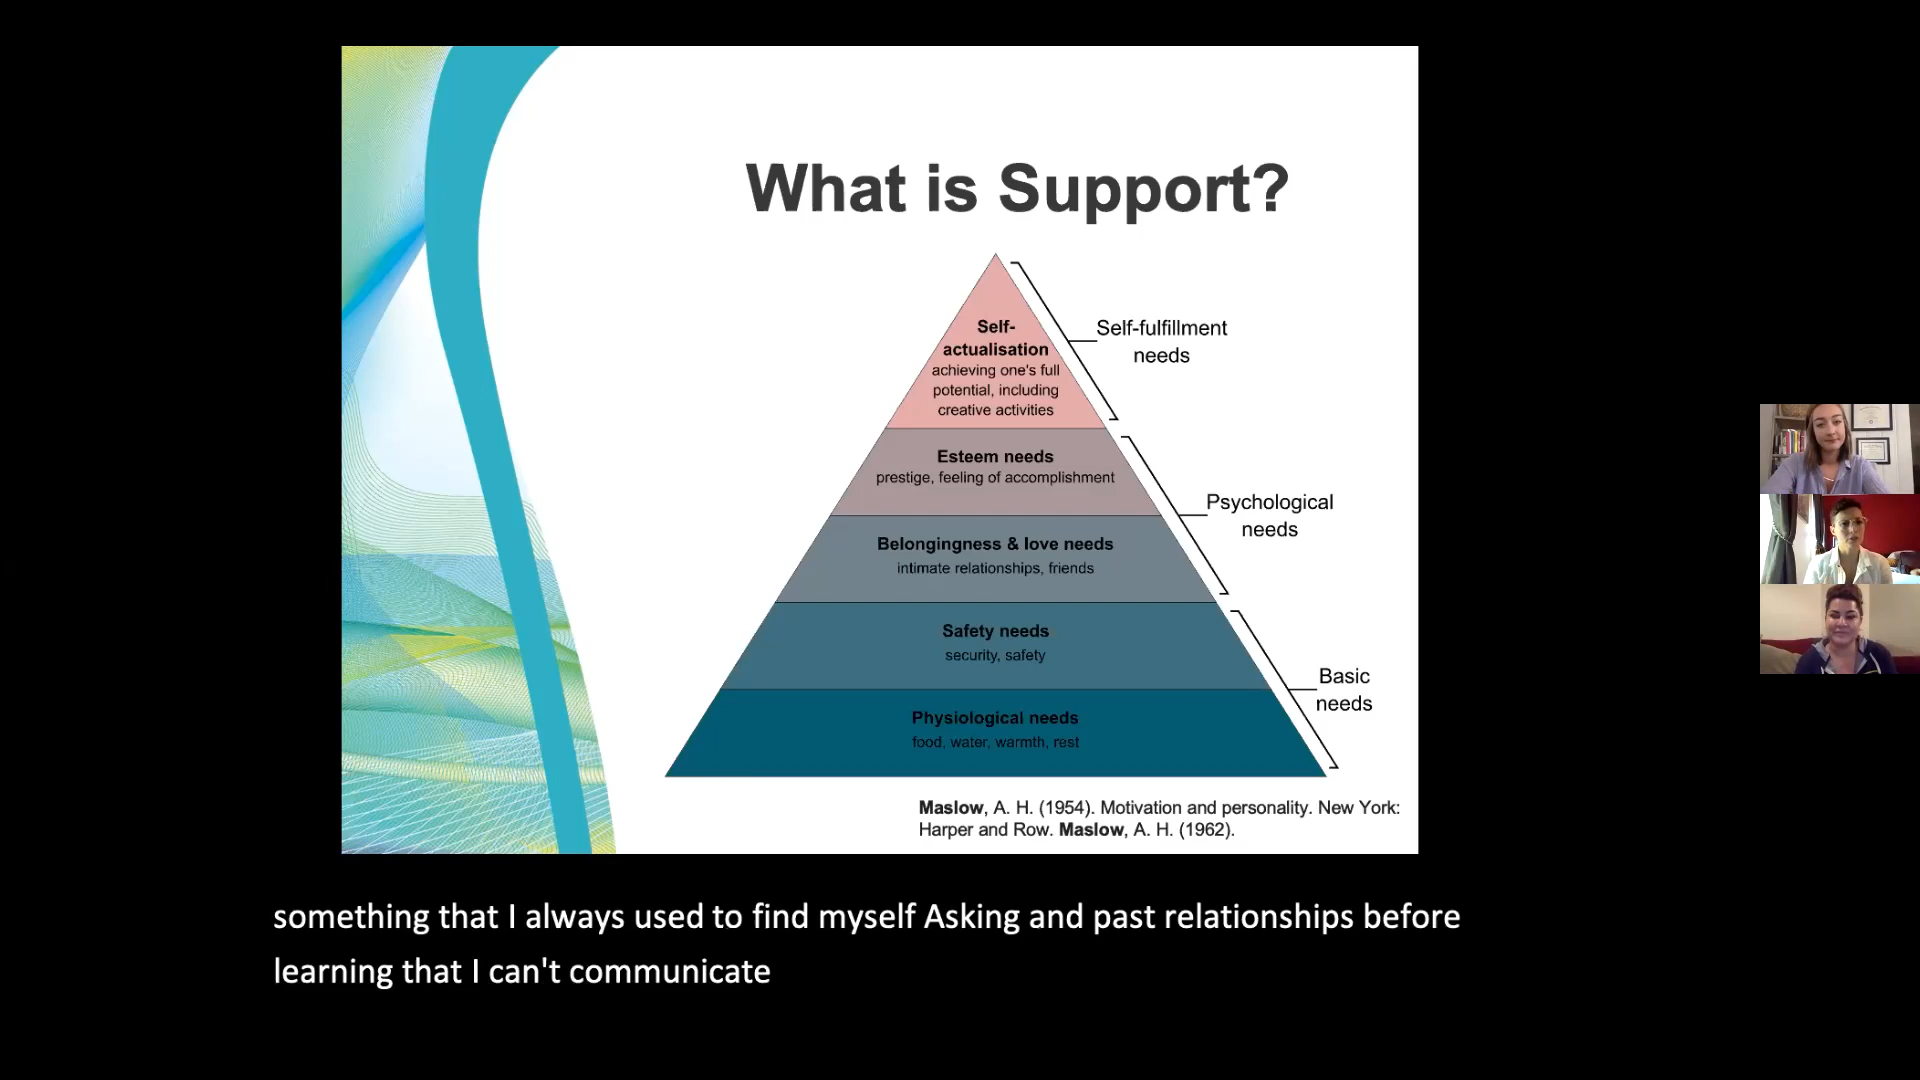 What is Support?
Self-
actualisation
achieving one's full
potential, including
creative activities
Self-fulfillment
needs
Esteem needs
prestige, feeling of accomplishment
Psychological
needs
Belongingness & love needs
intimate relationships, friends
Safety needs
security, safety
Basic
needs
Physiological needs
food, water, warmth, rest
Maslow, A. H. (1954). Motivation and personality. New York:
Harper and Row. Maslow, A. H. (1962).
something that I always used to find myself Asking and past relationships before
learning that I can't communicate